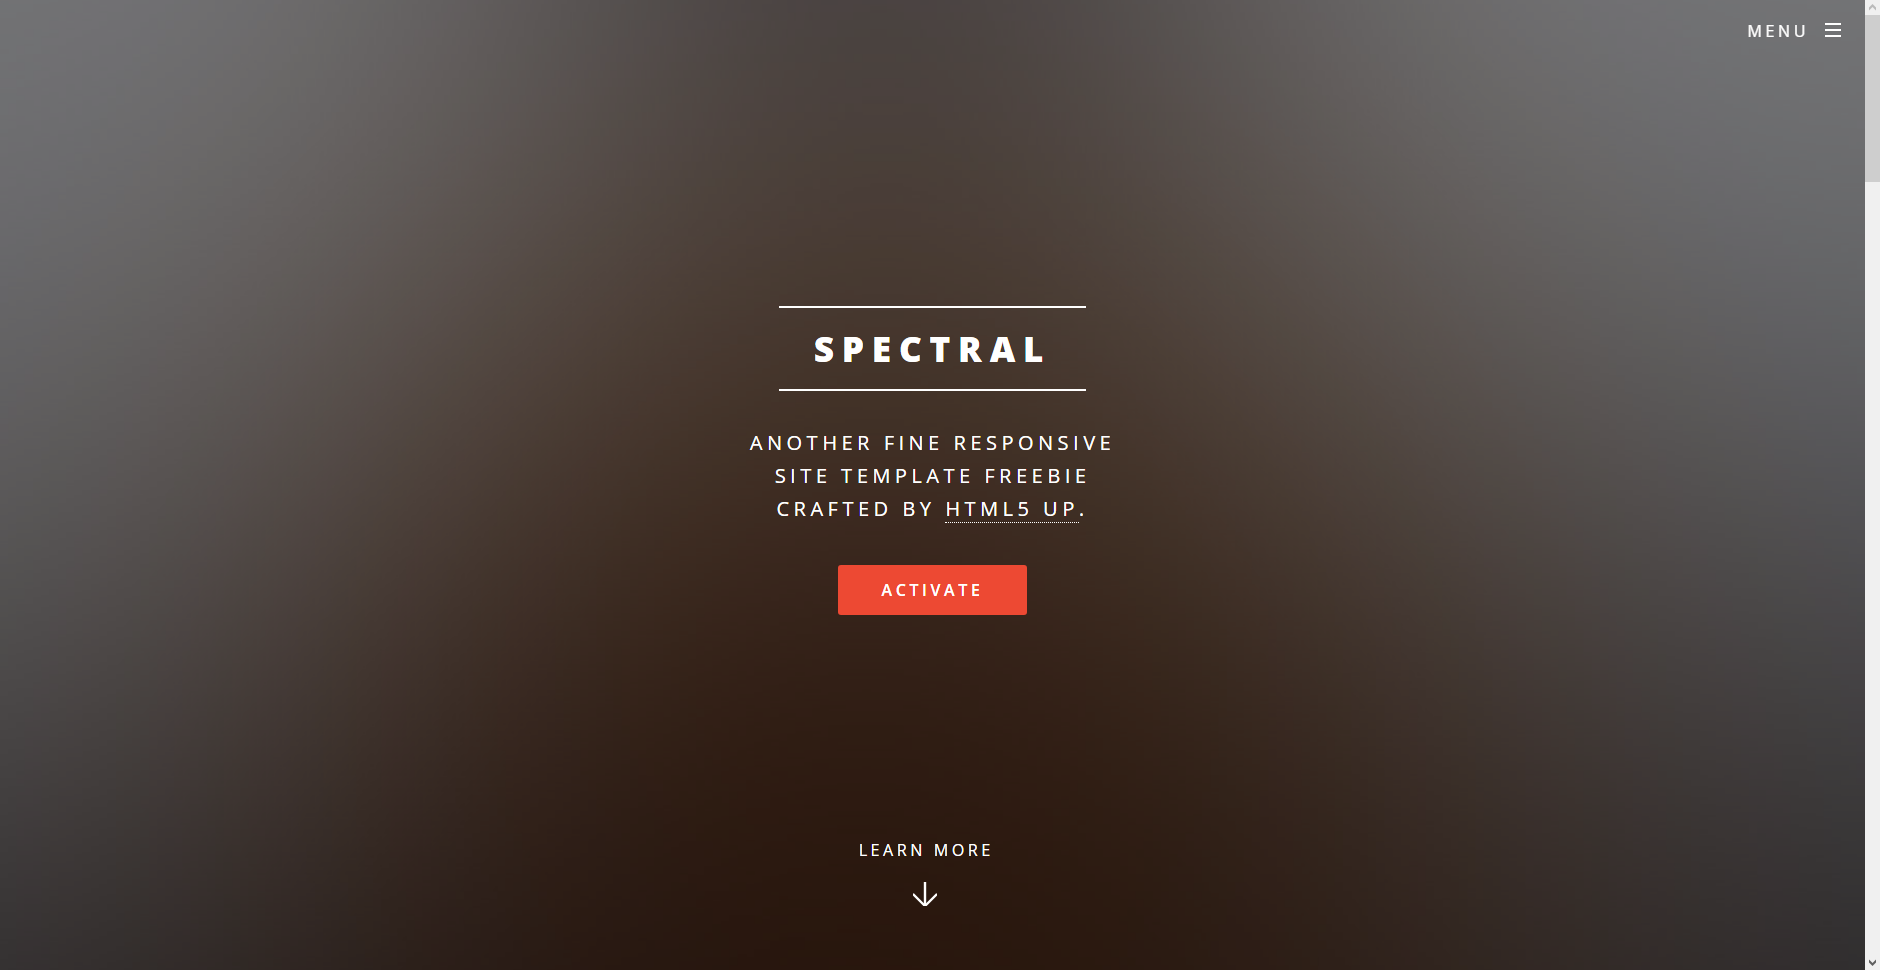 MENU
SPECTRAL
ANOTHER FINE RESPONSIVE
SITE TEMPLATE FREEBIE
CRAFTED BY HTML5 UP.
ACTIVATE
LEARN MORE